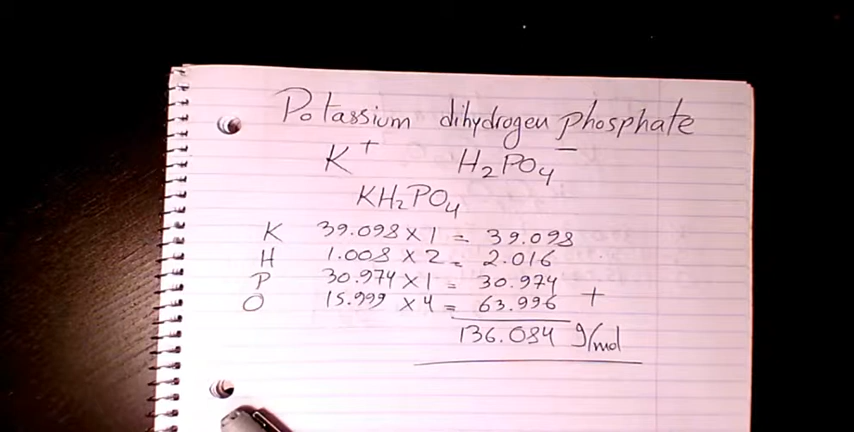 Potassium dihydrogen phosphate
K⁺ H₂PO₄⁻
KH₂PO₄
K 39.098 × 1 = 39.098
H 1.008 × 2 = 2.016
P 30.974 × 1 = 30.974
O 15.999 × 4 = 63.996 +
136.084 g/mol